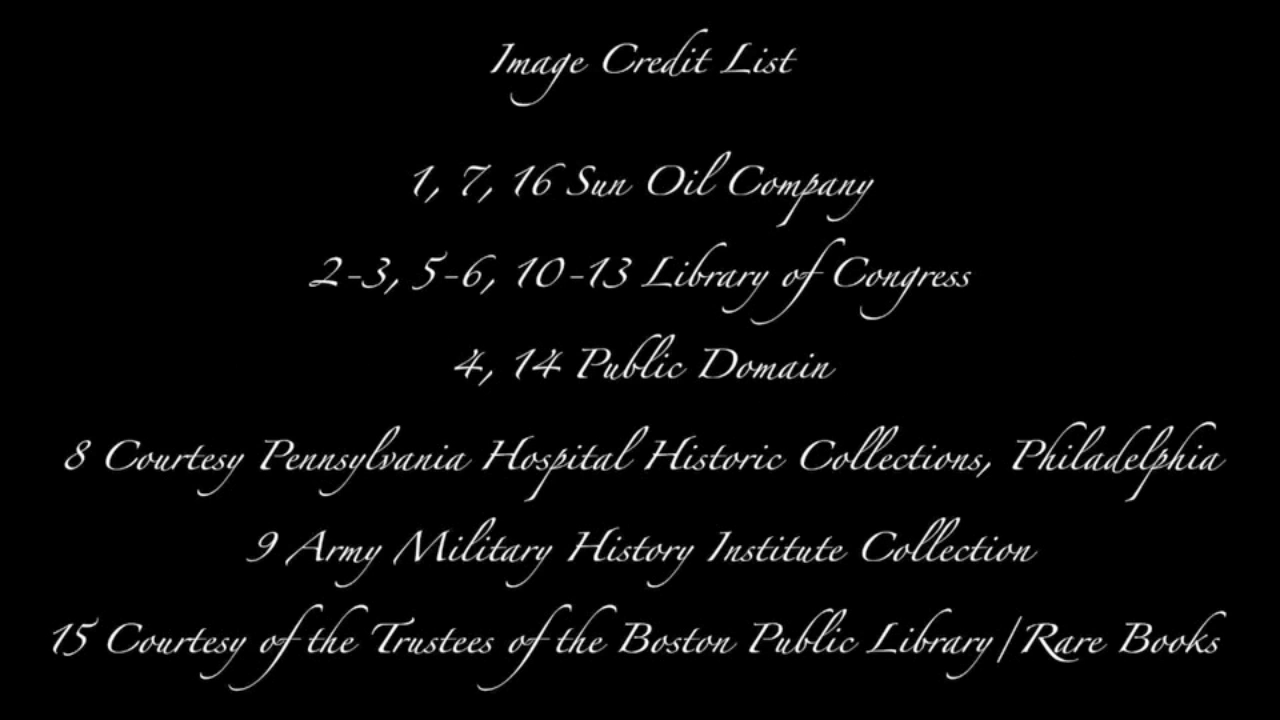 Image Credit List
1, 7, 16 Sun Oil Company
2-3, 5-6, 10-13 Library of Congress
4, 14 Public Domain
8 Courtesy Pennsylvania Hospital Historic Collections, Philadelphia
9 Army Military History Institute Collection
15 Courtesy of the Trustees of the Boston Public Library/Rare Books